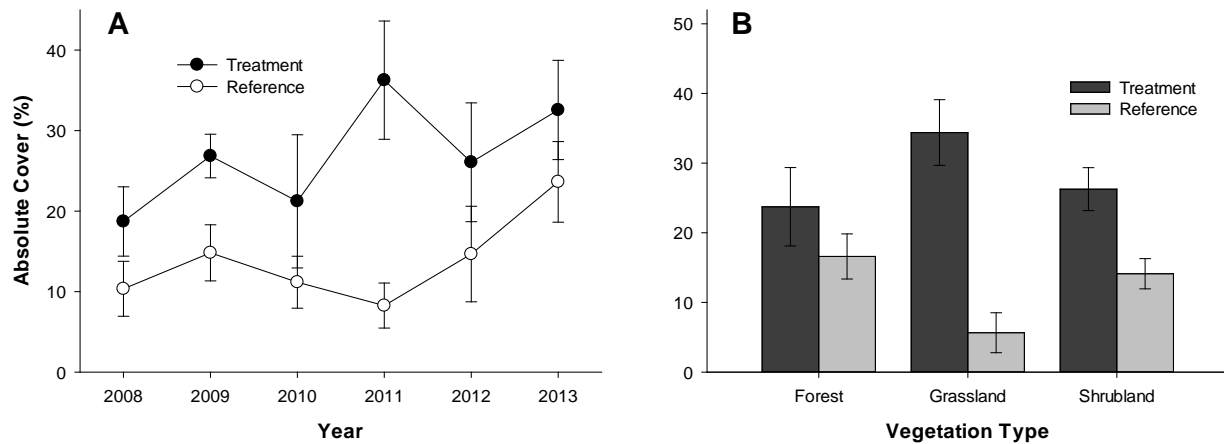 A
Treatment
Reference
40
30
20
10
0
Absolute Cover (%)
2008 2009 2010 2011 2012 2013
Year
B
Treatment
Reference
50
40
30
20
10
0
Forest Grassland Shrubland
Vegetation Type